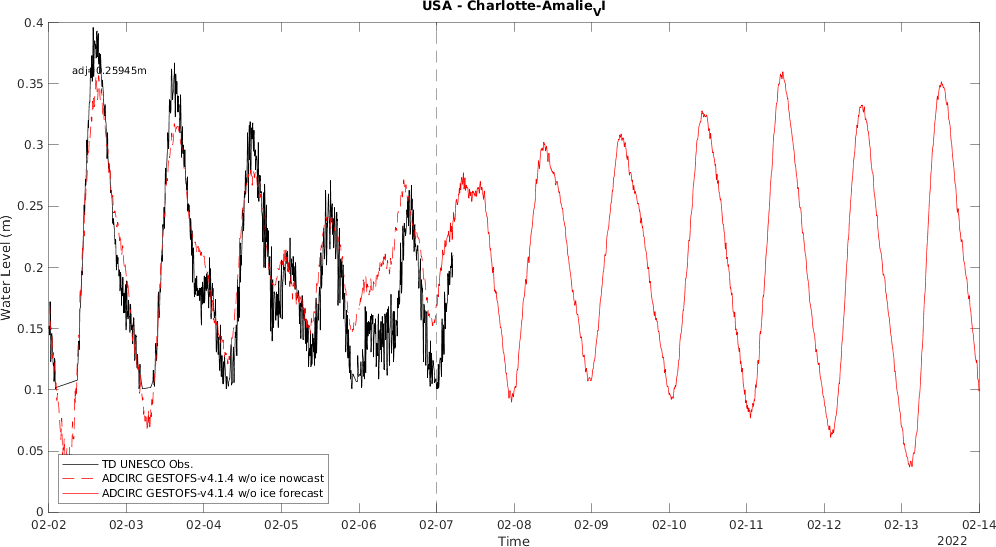 USA - Charlotte-AmalieVI
0.4
0.35
0.3
0.25
0.2
0.15
0.1
0.05
0
Water Level (m)
adj=0.25945m
TD UNESCO Obs.
ADCIRC GESTOFS-v4.1.4 w/o ice nowcast
ADCIRC GESTOFS-v4.1.4 w/o ice forecast
02-02 02-03 02-04 02-05 02-06 02-07 02-08 02-09 02-10 02-11 02-12 02-13 02-14
Time
2022